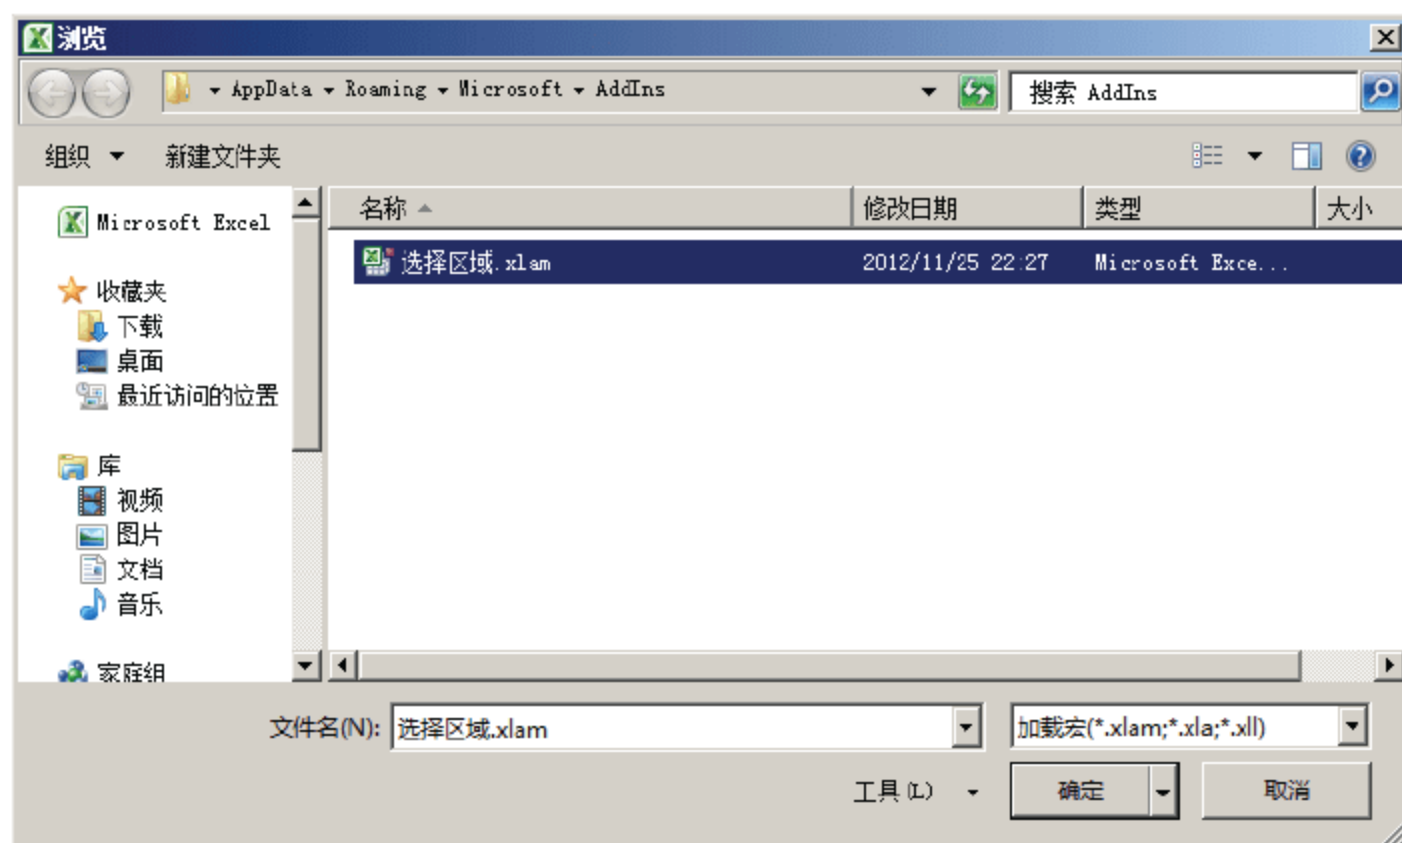 浏览
AppData Roaming Microsoft AddIns 搜索 AddIns
组织 新建文件夹
名称 修改日期 类型 大小
Microsoft Excel
选择区域.xlam 2012/11/25 22:27 Microsoft Exce...
收藏夹
下载
桌面
最近访问的位置
库
视频
图片
文档
音乐
家庭组
文件名(N): 选择区域.xlam 加载宏(*.xlam;*.xla;*.xll)
工具(L) 确定 取消